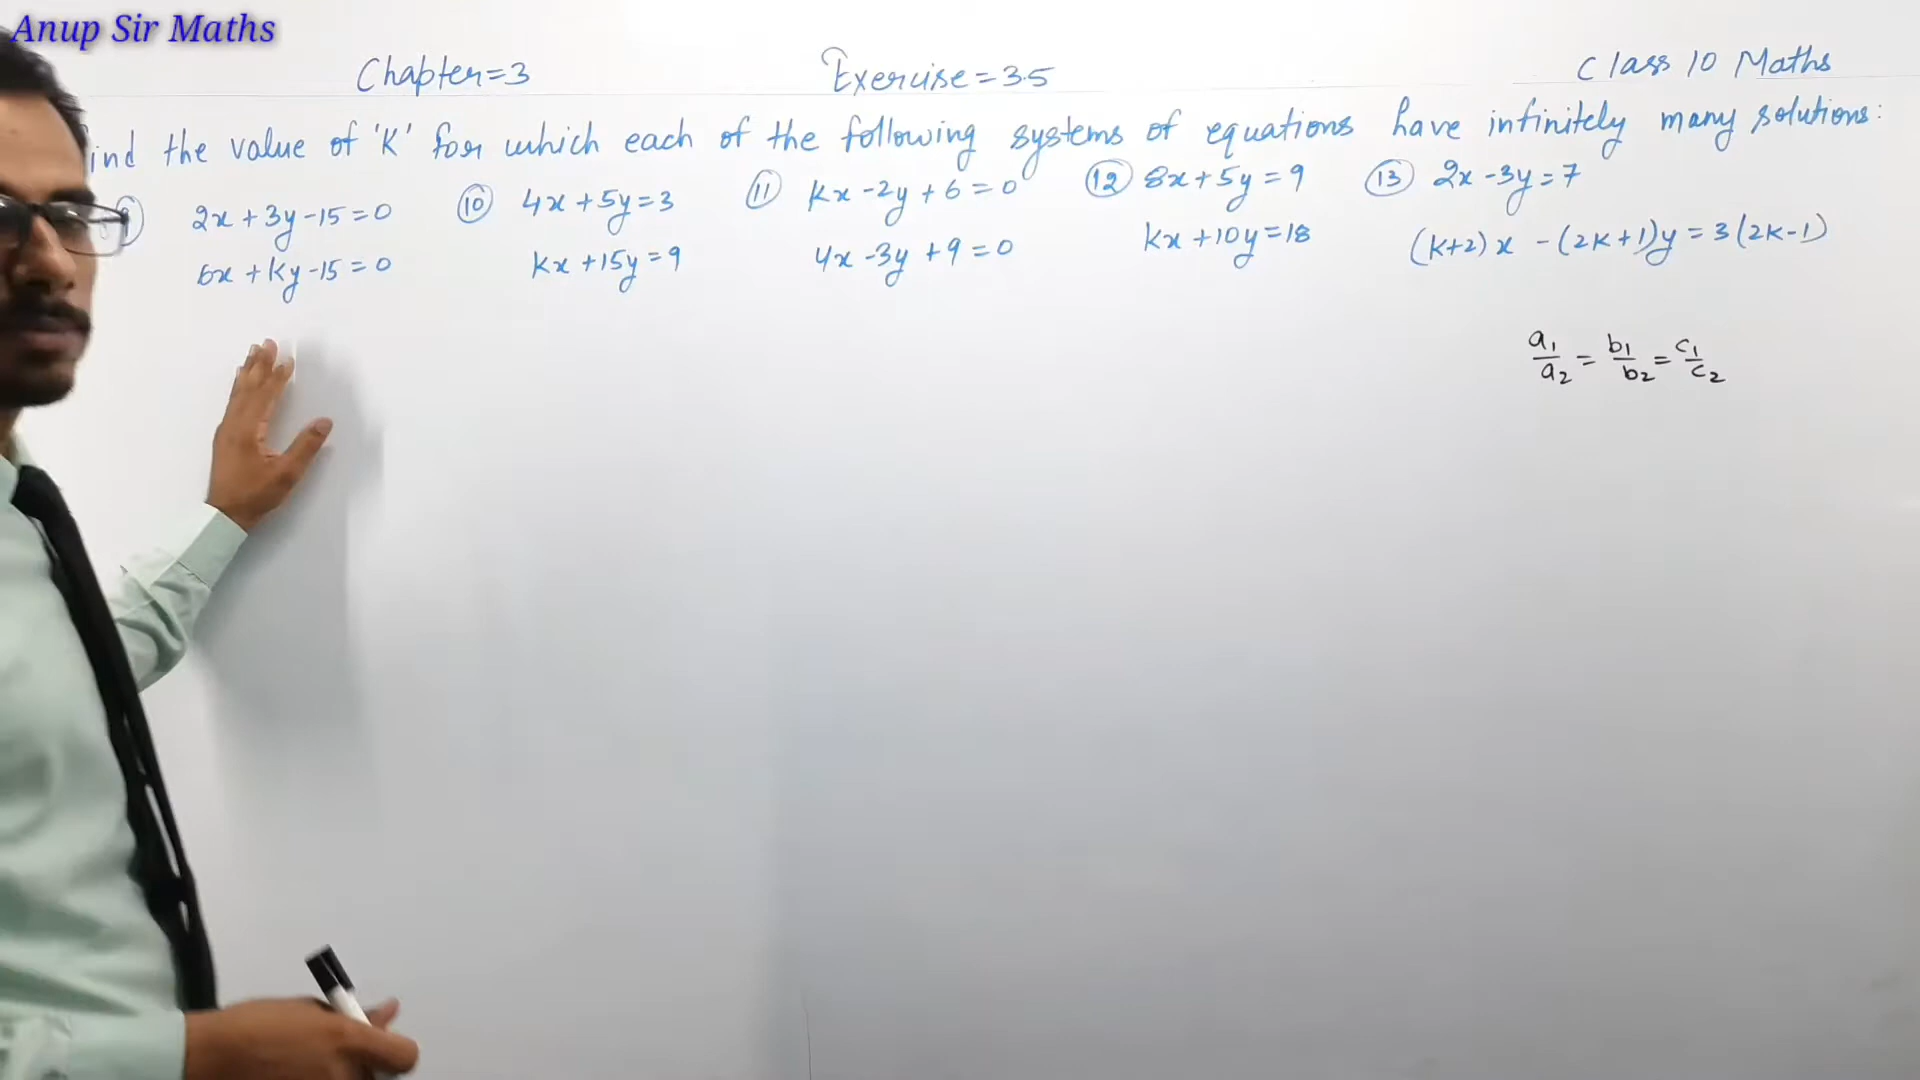 Anup Sir Maths
Chapter=3 Exercise=3.5 Class 10 Maths
ind the value of 'K' for which each of the following systems of equations have infinitely many solutions:
2x+3y-15=0 (10) 4x+5y=3 (11) Kx-2y+6=0 (12) 8x+5y=9 (13) 2x-3y=7
6x+Ky-15=0 Kx+15y=9 4x-3y+9=0 Kx+10y=18 (K+2)x-(2K+1)y=3(2K-1)
a₁/a₂ = b₁/b₂ = c₁/c₂